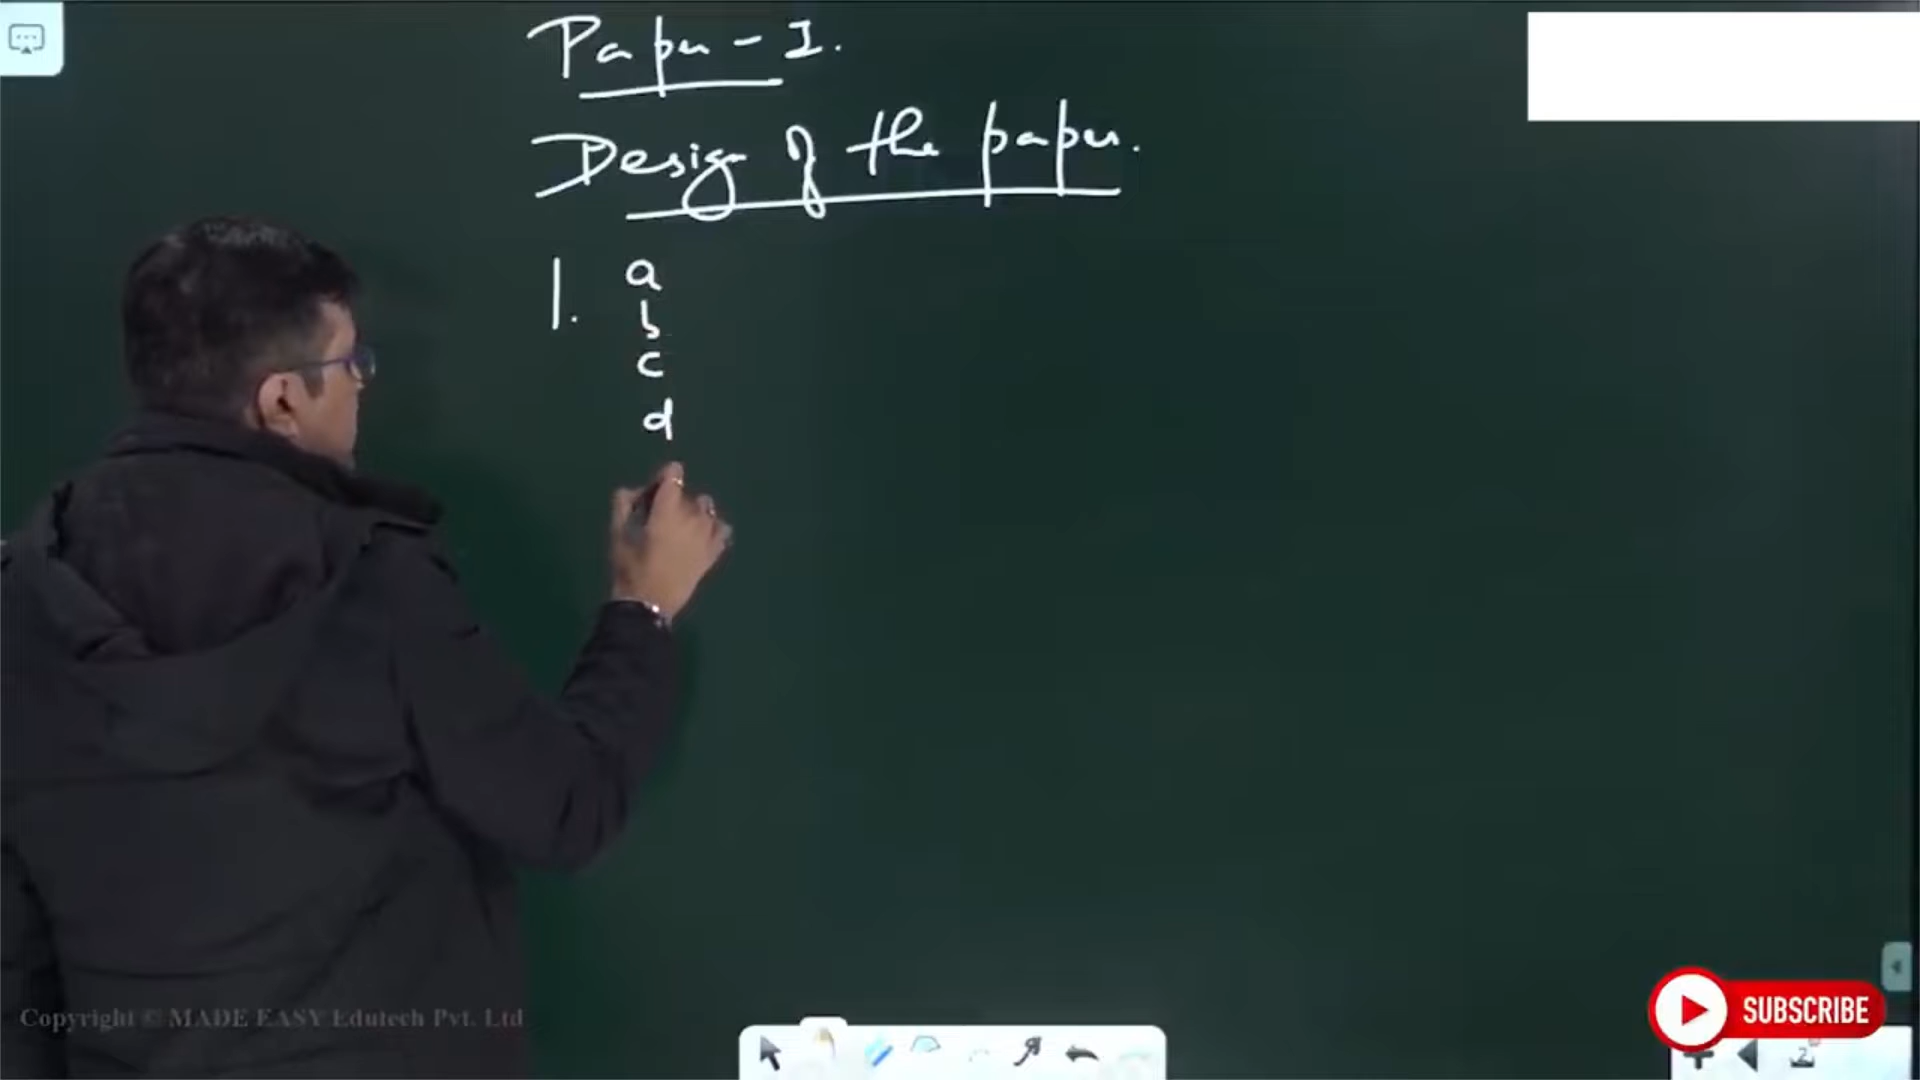 Paper - I.
Design of the paper.
1. a
b
c
d
Copyright © MADE EASY Edutech Pvt. Ltd
SUBSCRIBE